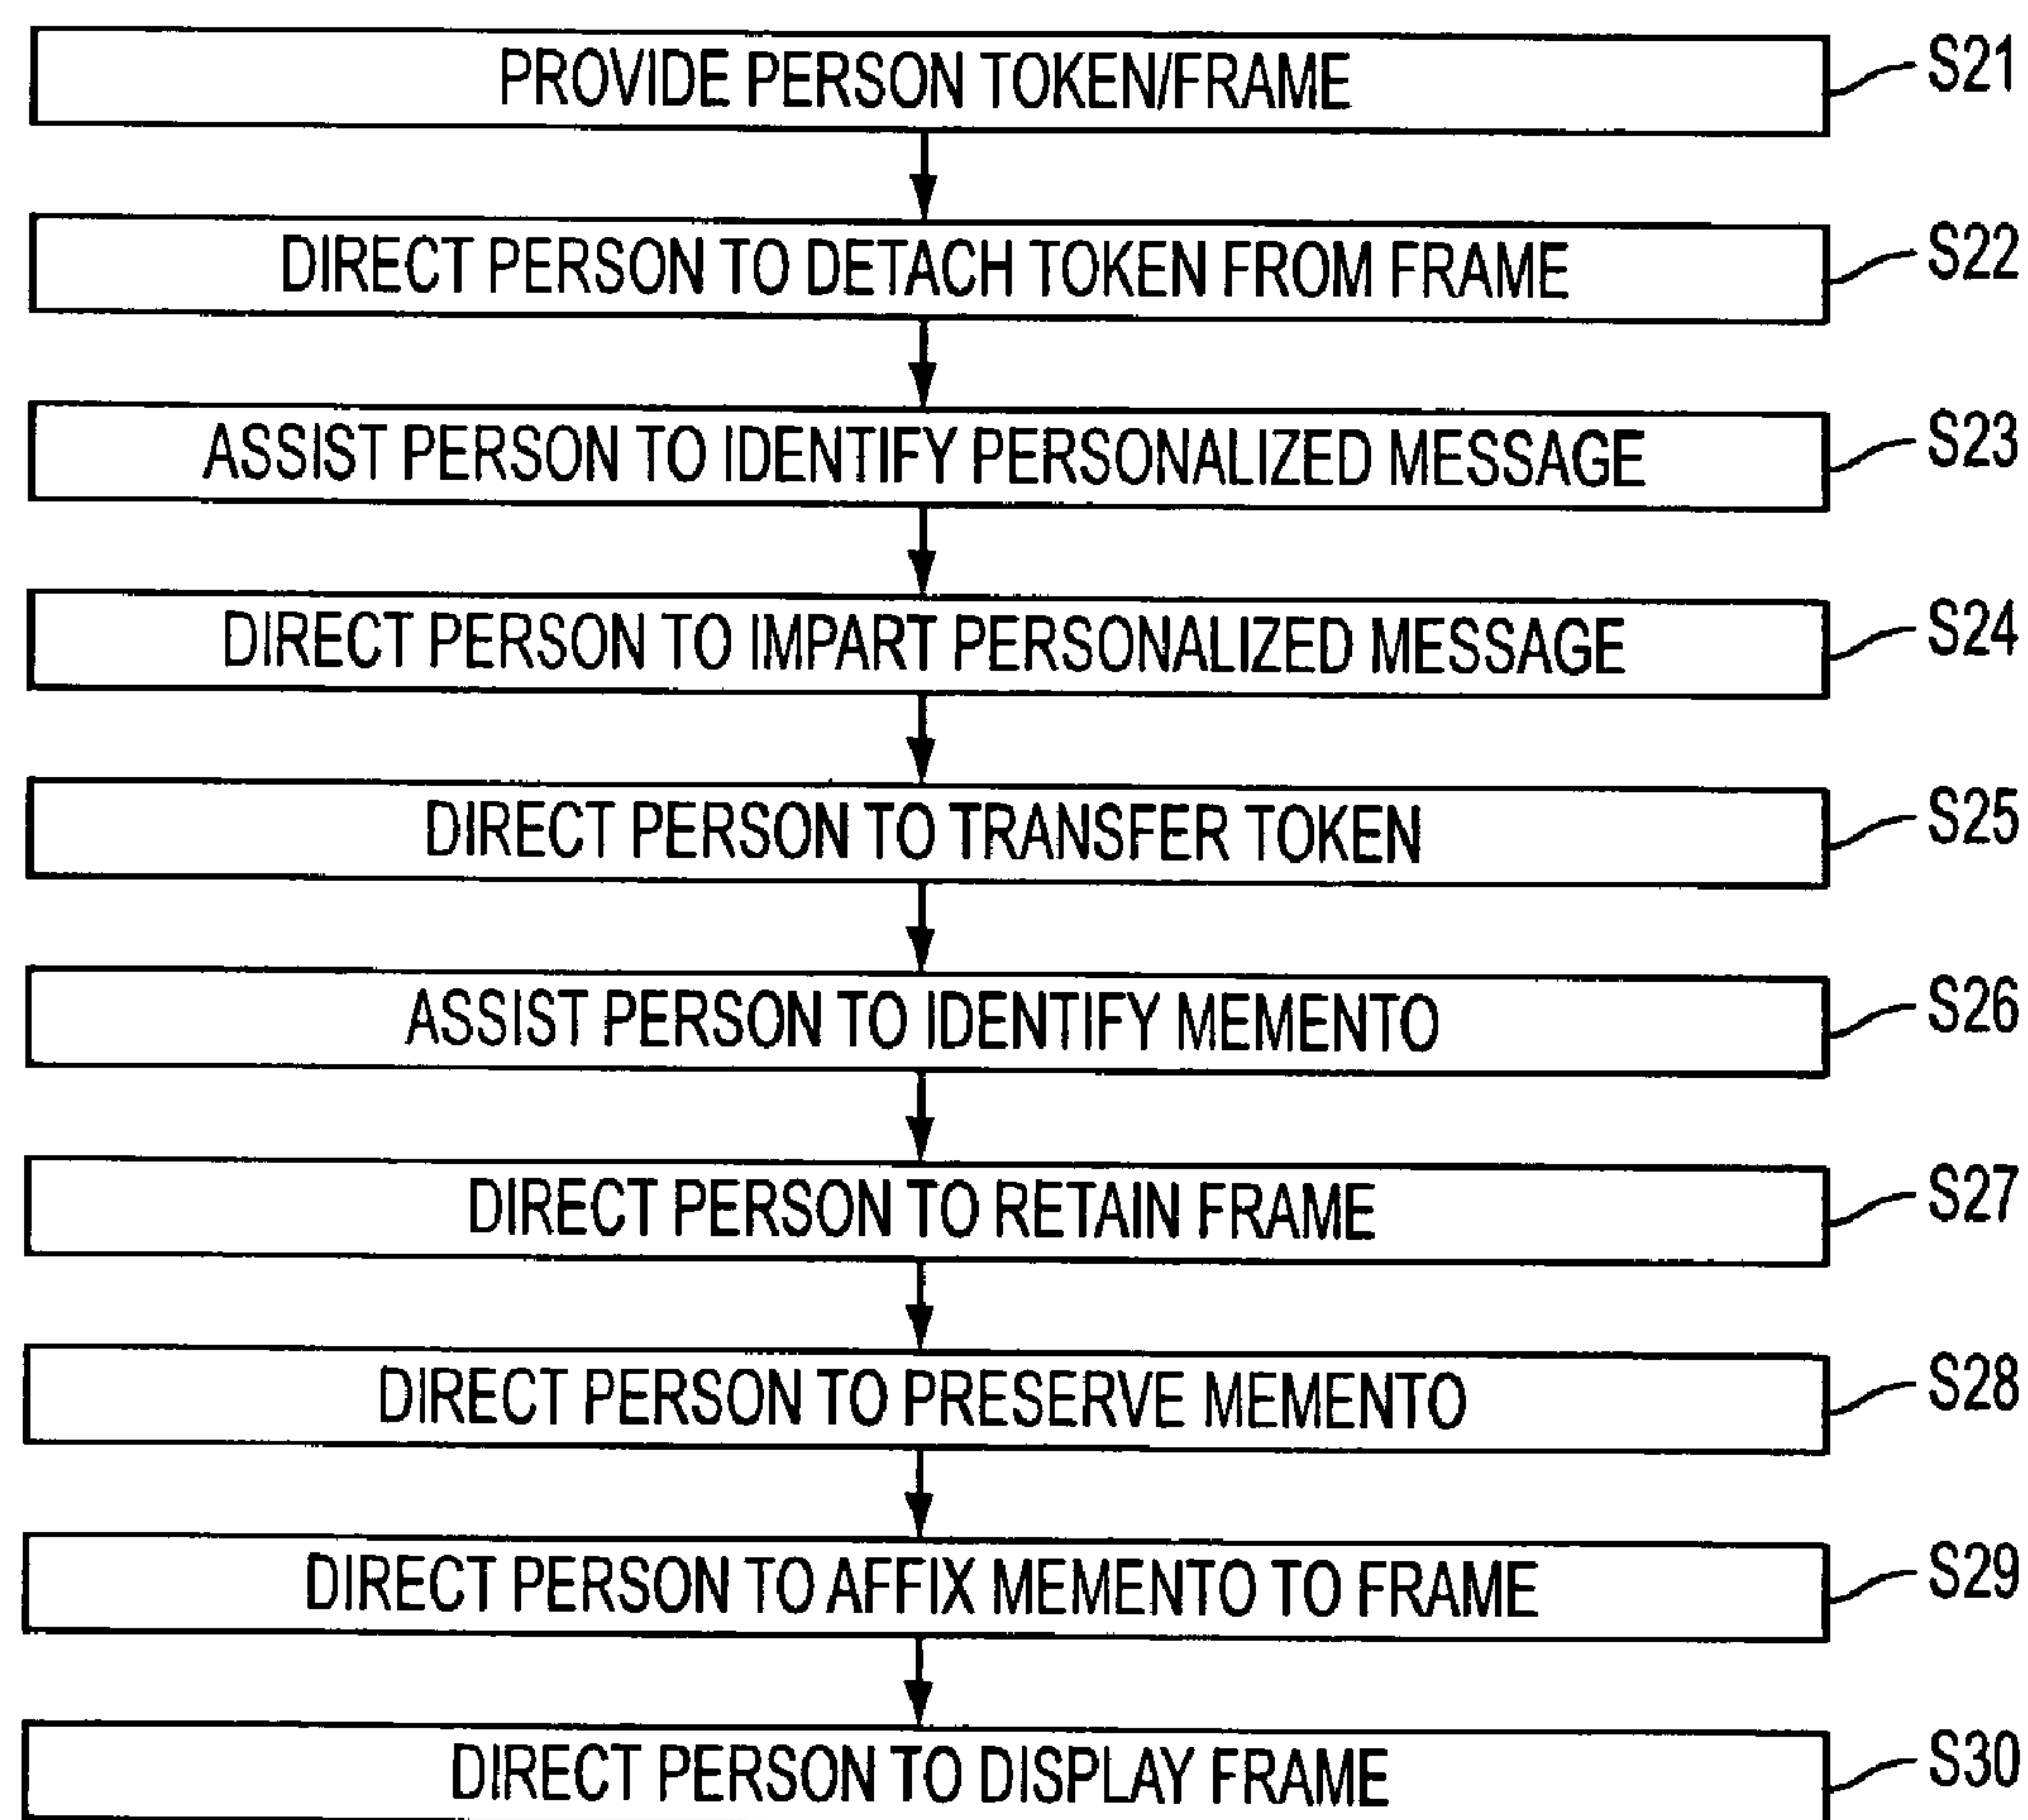 PROVIDE PERSON TOKEN/FRAME S21
DIRECT PERSON TO DETACH TOKEN FROM FRAME S22
ASSIST PERSON TO IDENTIFY PERSONALIZED MESSAGE S23
DIRECT PERSON TO IMPART PERSONALIZED MESSAGE S24
DIRECT PERSON TO TRANSFER TOKEN S25
ASSIST PERSON TO IDENTIFY MEMENTO S26
DIRECT PERSON TO RETAIN FRAME S27
DIRECT PERSON TO PRESERVE MEMENTO S28
DIRECT PERSON TO AFFIX MEMENTO TO FRAME S29
DIRECT PERSON TO DISPLAY FRAME S30